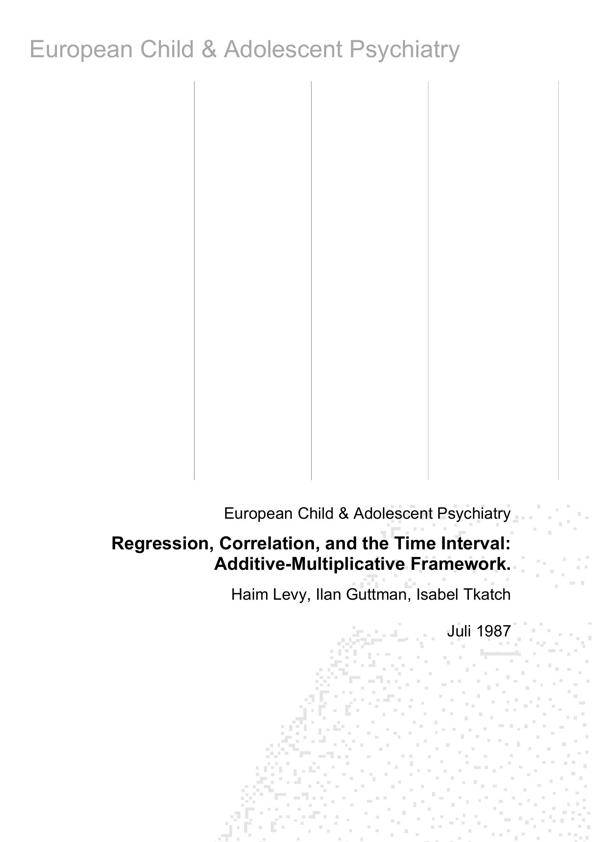 European Child & Adolescent Psychiatry
European Child & Adolescent Psychiatry
Regression, Correlation, and the Time Interval:
Additive-Multiplicative Framework.
Haim Levy, Ilan Guttman, Isabel Tkatch
Juli 1987